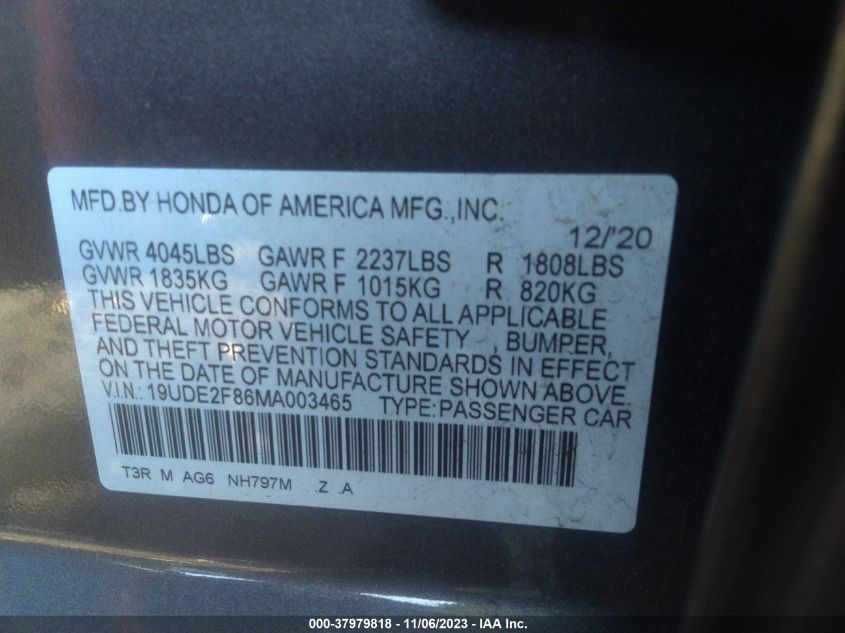 MFD.BY HONDA OF AMERICA MFG.,INC.
12/'20
GVWR 4045LBS GAWR F 2237LBS R 1808LBS
GVWR 1835KG GAWR F 1015KG R 820KG
THIS VEHICLE CONFORMS TO ALL APPLICABLE
FEDERAL MOTOR VEHICLE SAFETY , BUMPER,
AND THEFT PREVENTION STANDARDS IN EFFECT
ON THE DATE OF MANUFACTURE SHOWN ABOVE.
V.I.N.: 19UDE2F86MA003465 TYPE:PASSENGER CAR
T3R M AG6 NH797M .Z .A
000-37979818 - 11/06/2023 - IAA Inc.